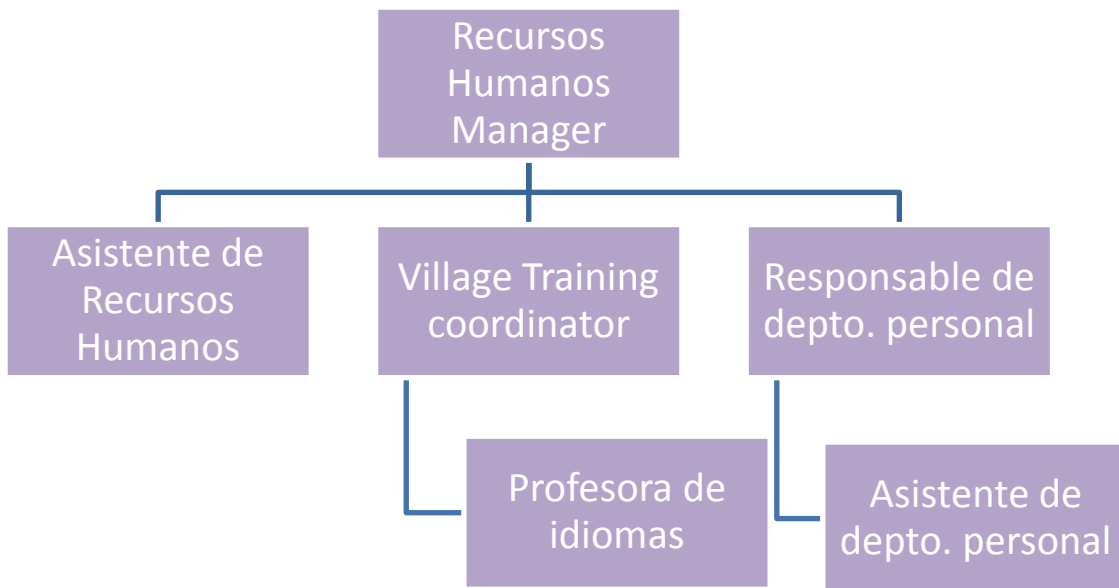 Recursos
Humanos
Manager
Asistente de
Recursos
Humanos
Village Training
coordinator
Responsable de
depto. personal
Profesora de
idiomas
Asistente de
depto. personal